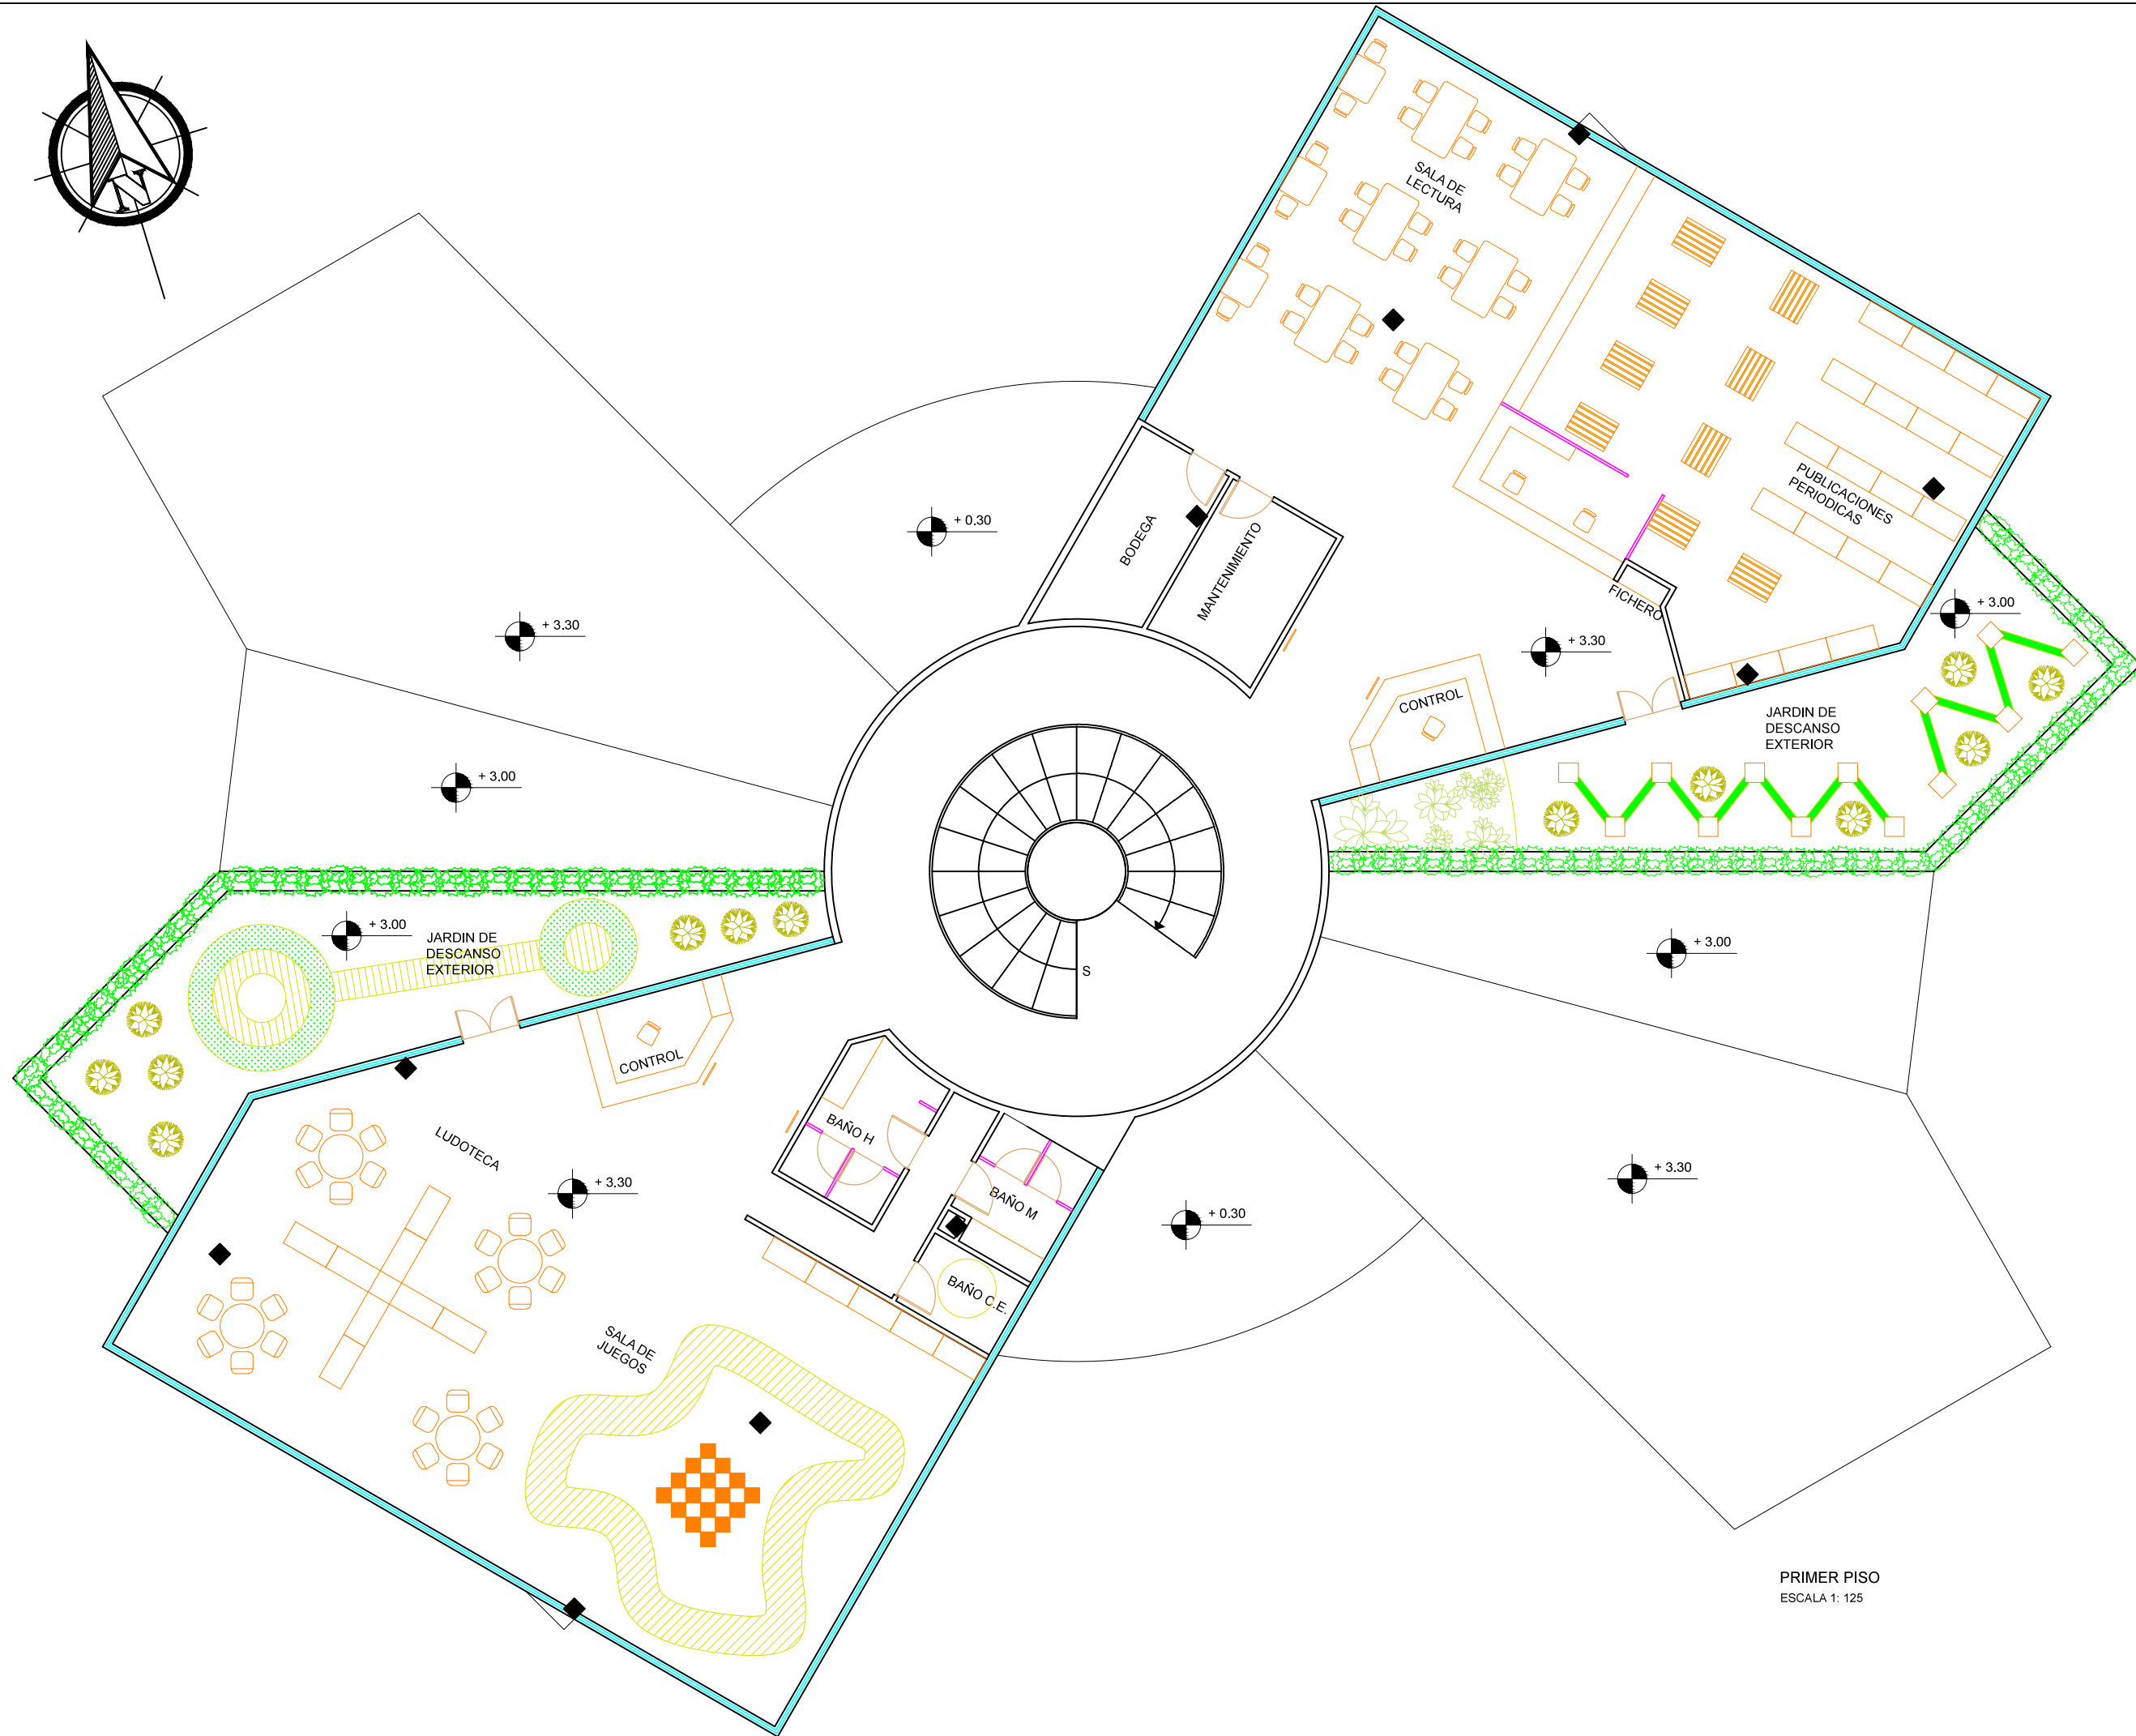 N
SALA DE
LECTURA
+ 0.30
BODEGA
MANTENIMIENTO
PUBLICACIONES
PERIODICAS
FICHERO
+ 3.30
+ 3.30
+ 3.00
CONTROL
JARDIN DE
DESCANSO
EXTERIOR
+ 3.00
+ 3.00
JARDIN DE
DESCANSO
EXTERIOR
+ 3.00
S
CONTROL
BAÑO H
LUDOTECA
+ 3.30
BAÑO M
+ 0.30
+ 3.30
BAÑO C.E.
SALA DE
JUEGOS
PRIMER PISO
ESCALA 1: 125